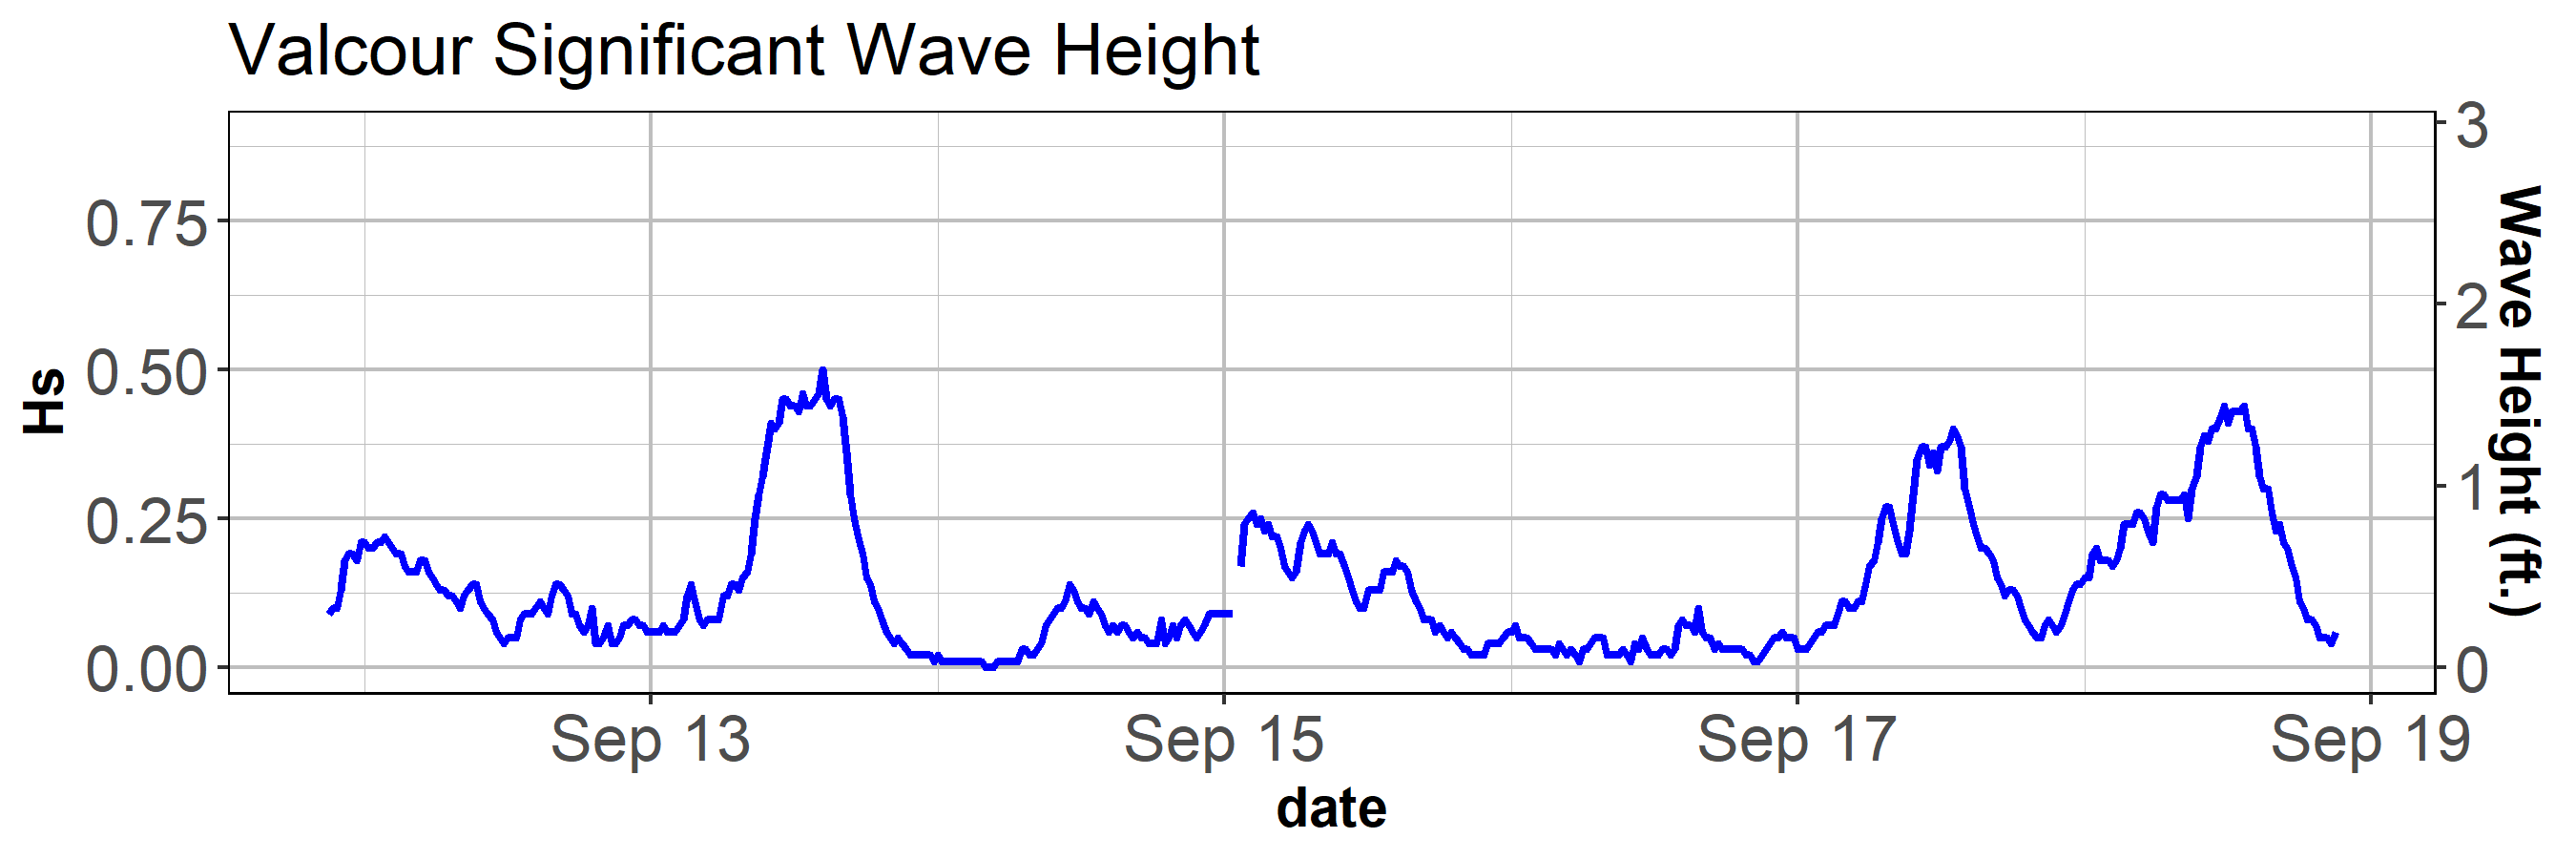 Valcour Significant Wave Height
Hs
0.75
0.50
0.25
0.00
3
2
1
0
Wave Height (ft.)
Sep 13
Sep 15
Sep 17
Sep 19
date